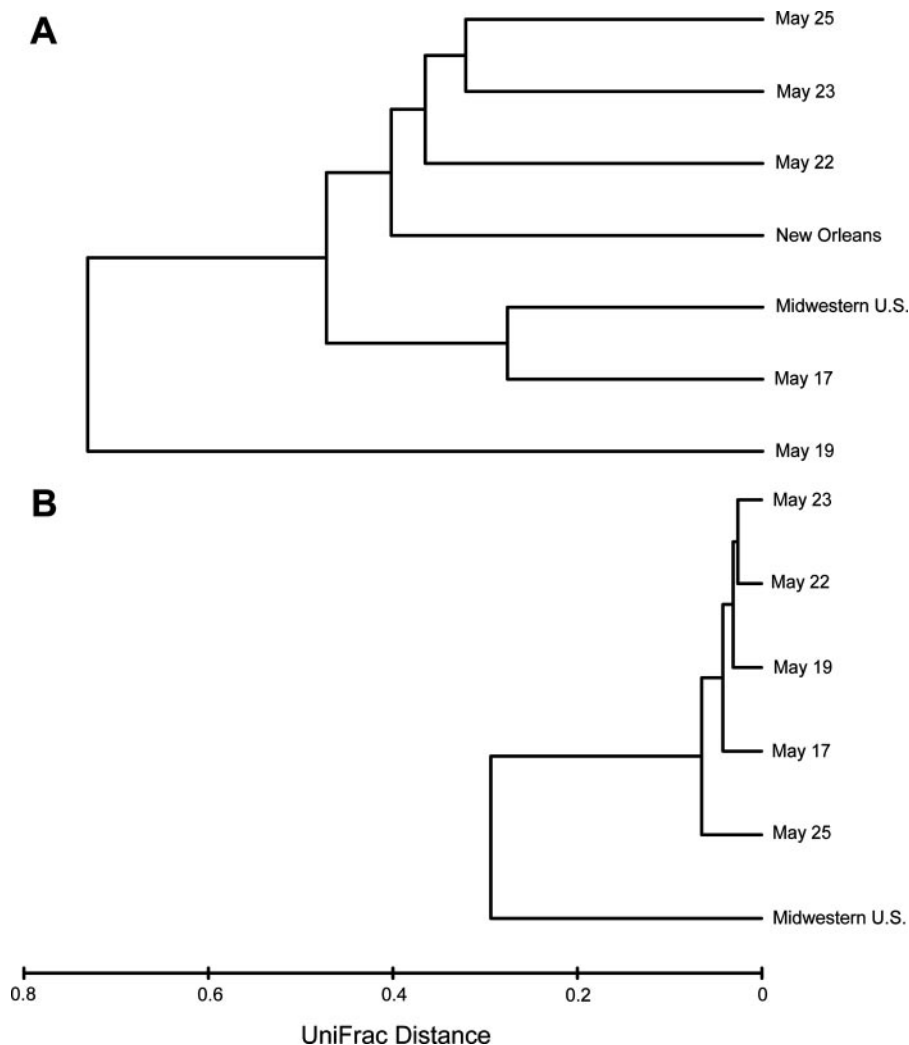 A
May 25
May 23
May 22
New Orleans
Midwestern U.S.
May 17
May 19
B
May 23
May 22
May 19
May 17
May 25
Midwestern U.S.
0.8 0.6 0.4 0.2 0
UniFrac Distance